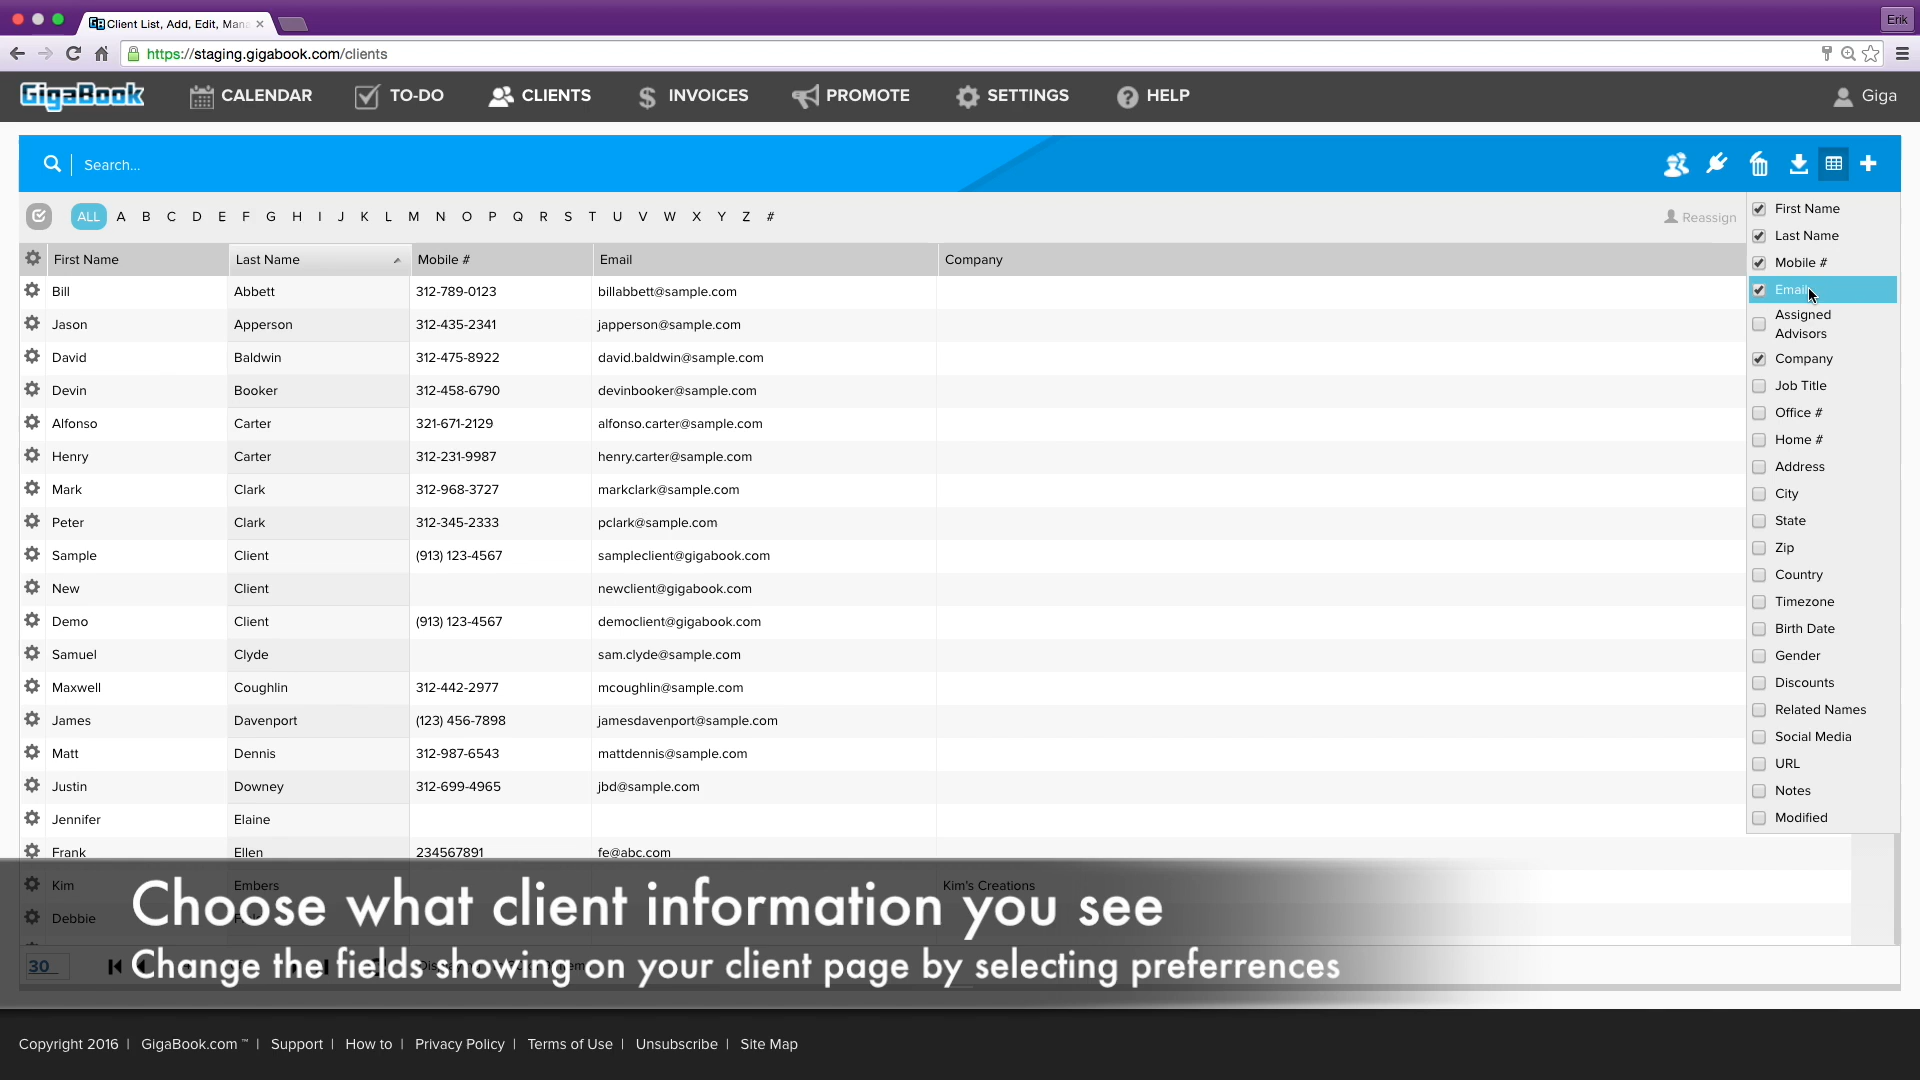 Client List, Add, Edit, Mana
Erik
https://staging.gigabook.com/clients
GigaBook CALENDAR TO-DO CLIENTS INVOICES PROMOTE SETTINGS HELP Giga
Search...
ALL A B C D E F G H I J K L M N O P Q R S T U V W X Y Z # Reassign
First Name Last Name Mobile # Email Company
Bill Abbett 312-789-0123 billabbett@sample.com
Jason Apperson 312-435-2341 japperson@sample.com
David Baldwin 312-475-8922 david.baldwin@sample.com
Devin Booker 312-458-6790 devinbooker@sample.com
Alfonso Carter 321-671-2129 alfonso.carter@sample.com
Henry Carter 312-231-9987 henry.carter@sample.com
Mark Clark 312-968-3727 markclark@sample.com
Peter Clark 312-345-2333 pclark@sample.com
Sample Client (913) 123-4567 sampleclient@gigabook.com
New Client newclient@gigabook.com
Demo Client (913) 123-4567 democlient@gigabook.com
Samuel Clyde sam.clyde@sample.com
Maxwell Coughlin 312-442-2977 mcoughlin@sample.com
James Davenport (123) 456-7898 jamesdavenport@sample.com
Matt Dennis 312-987-6543 mattdennis@sample.com
Justin Downey 312-699-4965 jbd@sample.com
Jennifer Elaine
Frank Ellen 234567891 fe@abc.com
Kim Embers Kim's Creations
Debbie
30
First Name
Last Name
Mobile #
Email
Assigned
Advisors
Company
Job Title
Office #
Home #
Address
City
State
Zip
Country
Timezone
Birth Date
Gender
Discounts
Related Names
Social Media
URL
Notes
Modified
Choose what client information you see
Change the fields showing on your client page by selecting preferrences
Copyright 2016 | GigaBook.com ™ | Support | How to | Privacy Policy | Terms of Use | Unsubscribe | Site Map